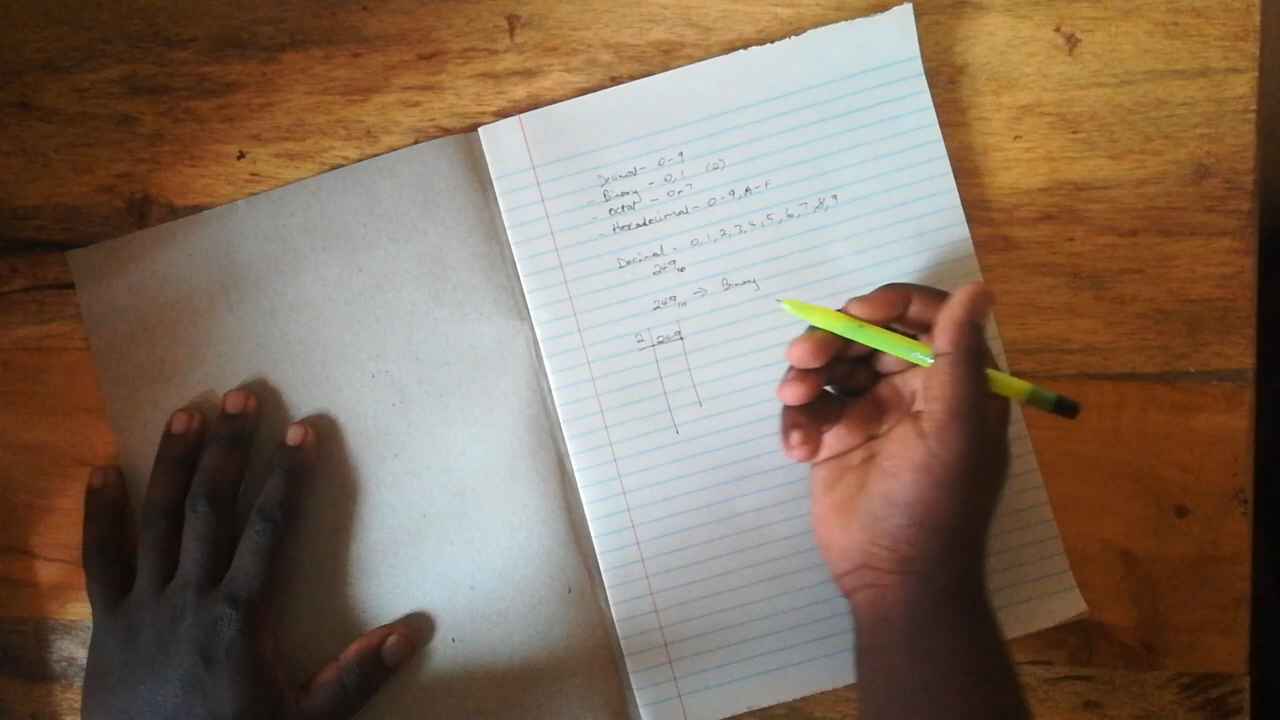 Decimal - 0-9
- Binary - 0,1 (2)
- Octal - 0-7
- Hexadecimal - 0-9, A-F
Decimal - 0,1,2,3,4,5,6,7,8,9
249₁₀
249₁₀ → Binary
2 249